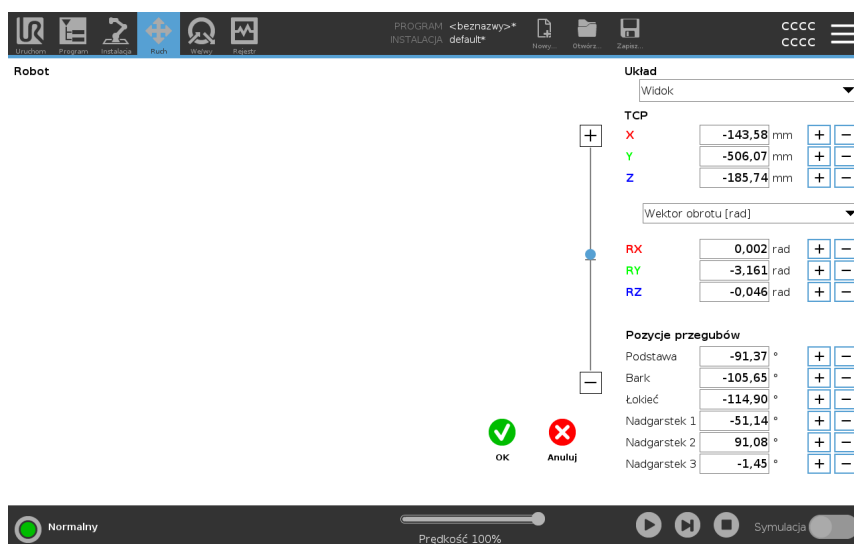 PROGRAM <beznazwy>*
INSTALACJA default*
Uruchom Program Instalacja Ruch We/wy Rejestr
Nowy... Otwórz... Zapisz...
cccc
cccc
Robot
Układ
Widok
TCP
X -143,58 mm + −
Y -506,07 mm + −
Z -185,74 mm + −
Wektor obrotu [rad]
RX 0,002 rad + −
RY -3,161 rad + −
RZ -0,046 rad + −
Pozycje przegubów
Podstawa -91,37 ° + −
Bark -105,65 ° + −
Łokieć -114,90 ° + −
Nadgarstek 1 -51,14 ° + −
Nadgarstek 2 91,08 ° + −
Nadgarstek 3 -1,45 ° + −
OK Anuluj
Normalny
Prędkość 100%
Symulacja